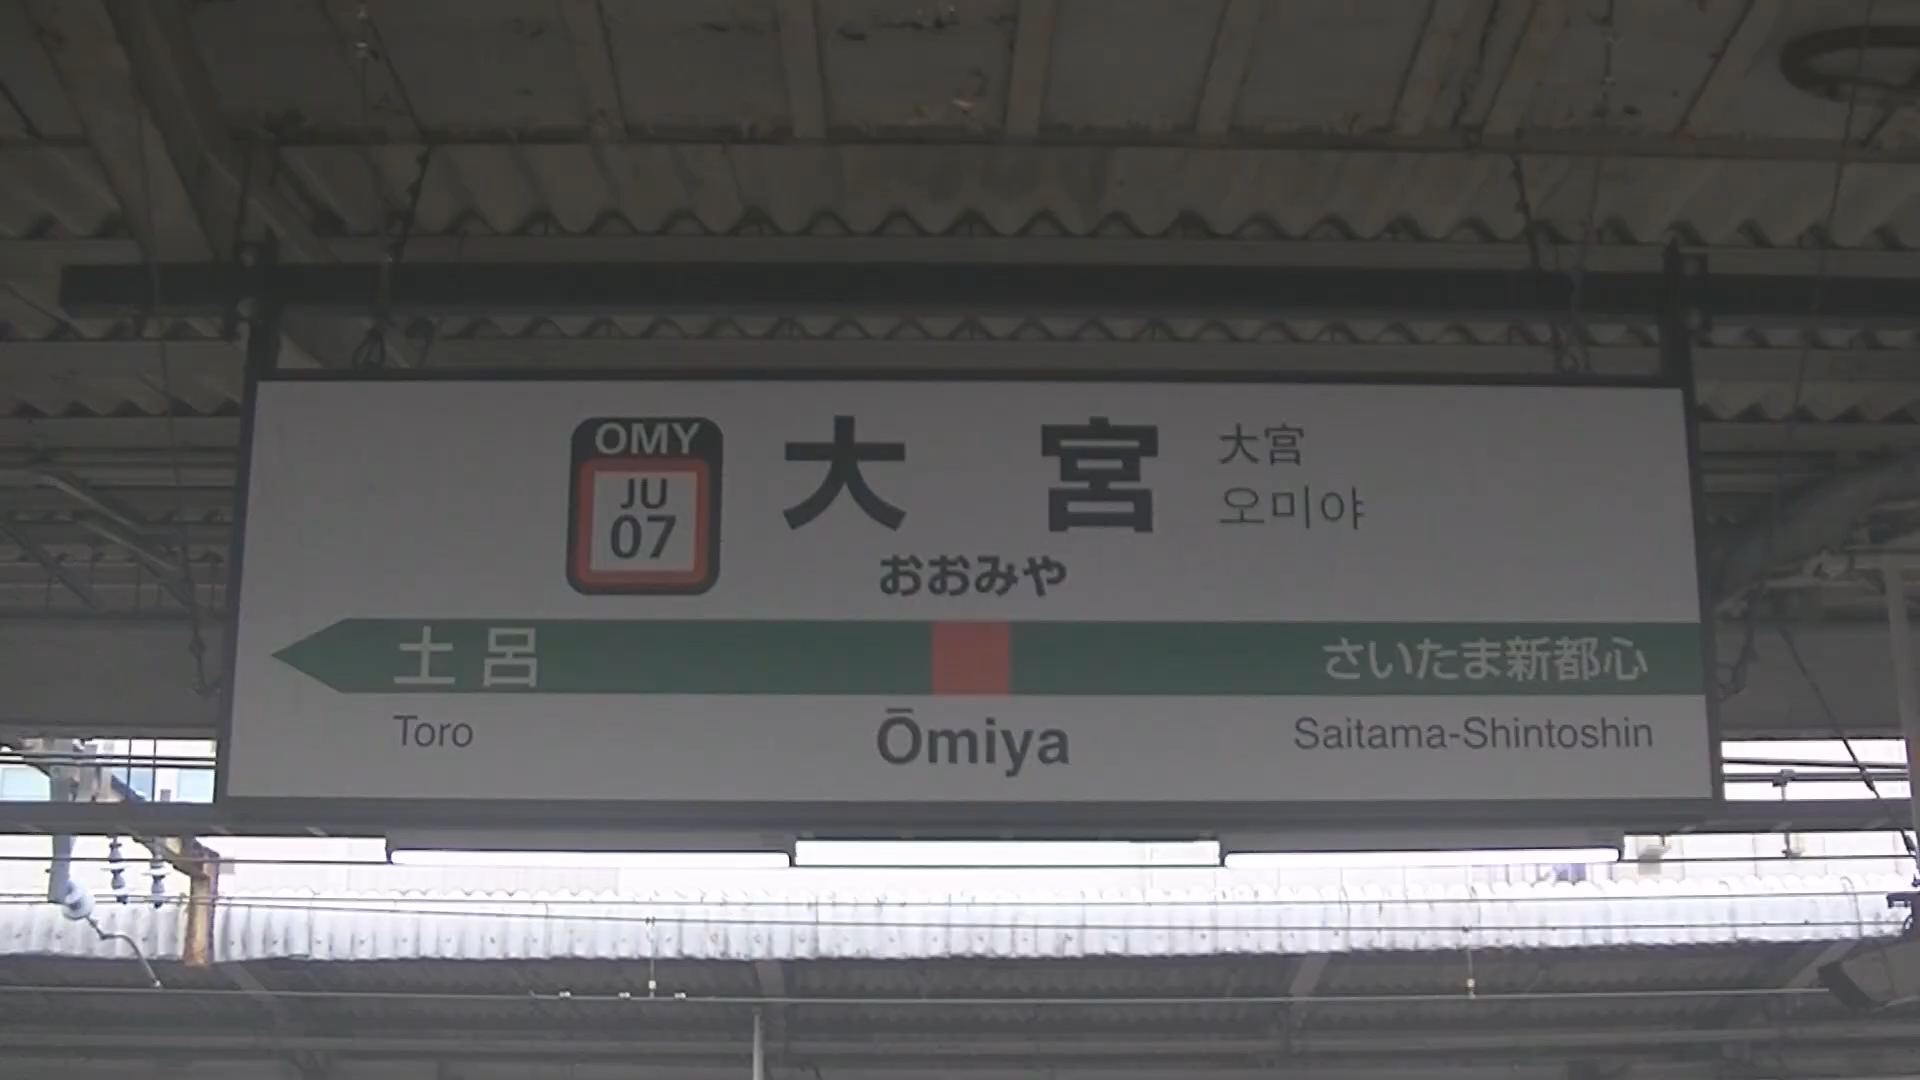 OMY
JU
07
大宮
おおみや
大宫
오미야
土呂
さいたま新都心
Toro
Ōmiya
Saitama-Shintoshin